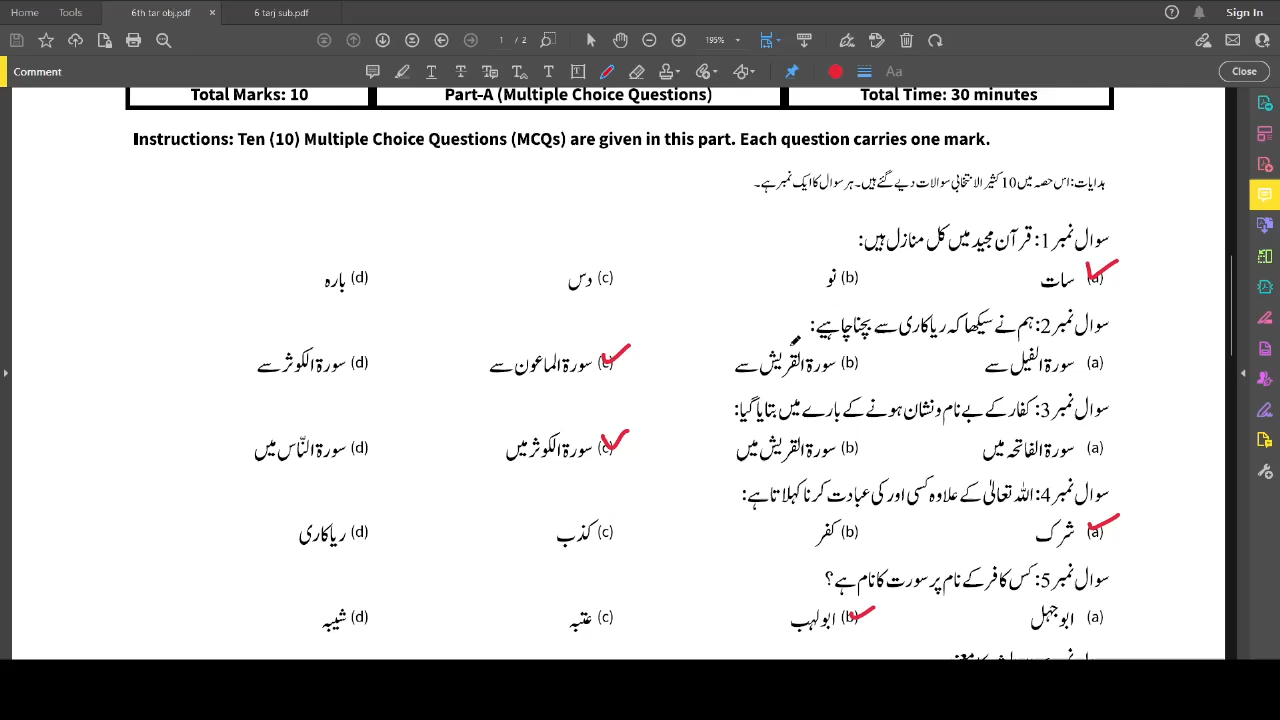 Home Tools 6th tar obj.pdf × 6 tarj sub.pdf Sign In
1 / 2 195%
Comment Aa Close
Total Marks: 10 Part-A (Multiple Choice Questions) Total Time: 30 minutes
Instructions: Ten (10) Multiple Choice Questions (MCQs) are given in this part. Each question carries one mark.
ہدایات: اس حصہ میں 10 کثیر الانتخابی سوالات دیے گئے ہیں۔ ہر سوال کا ایک نمبر ہے۔
سوال نمبر 1: قرآن مجید میں کل منازل ہیں:
(a) سات (b) نو (c) دس (d) بارہ
سوال نمبر 2: ہم نے سیکھا کہ ریاکاری سے بچنا چاہیے:
(a) سورۃ الفیل سے (b) سورۃ القریش سے (c) سورۃ الماعون سے (d) سورۃ الکوثر سے
سوال نمبر 3: کفار کے بے نام و نشان ہونے کے بارے میں بتایا گیا:
(a) سورۃ الفاتحہ میں (b) سورۃ القریش میں (c) سورۃ الکوثر میں (d) سورۃ النّاس میں
سوال نمبر 4: اللہ تعالیٰ کے علاوہ کسی اور کی عبادت کرنا کہلاتا ہے:
(a) شرک (b) کفر (c) کذب (d) ریاکاری
سوال نمبر 5: کس کافر کے نام پر سورت کا نام ہے؟
(a) ابو جہل (b) ابو لہب (c) عتبہ (d) شیبہ